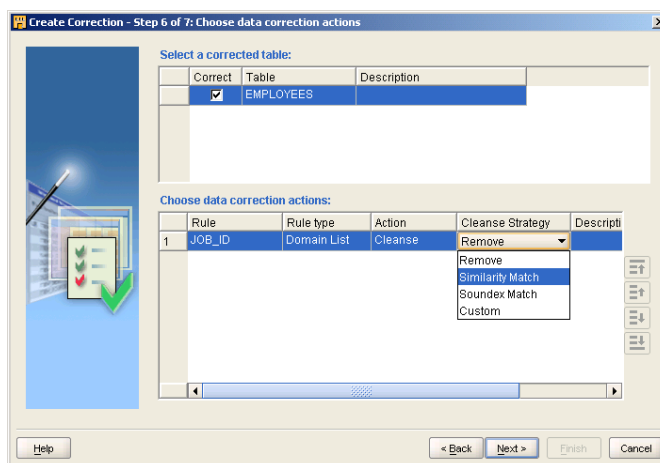 Create Correction - Step 6 of 7: Choose data correction actions
Select a corrected table:
Correct Table Description
EMPLOYEES
Choose data correction actions:
Rule Rule type Action Cleanse Strategy Descripti
1 JOB_ID Domain List Cleanse Remove
Remove
Similarity Match
Soundex Match
Custom
Help < Back Next > Finish Cancel